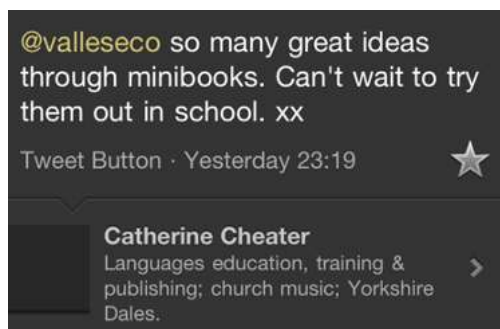 @valleseco so many great ideas
through minibooks. Can't wait to try
them out in school. xx
Tweet Button · Yesterday 23:19
Catherine Cheater
Languages education, training &
publishing; church music; Yorkshire
Dales.